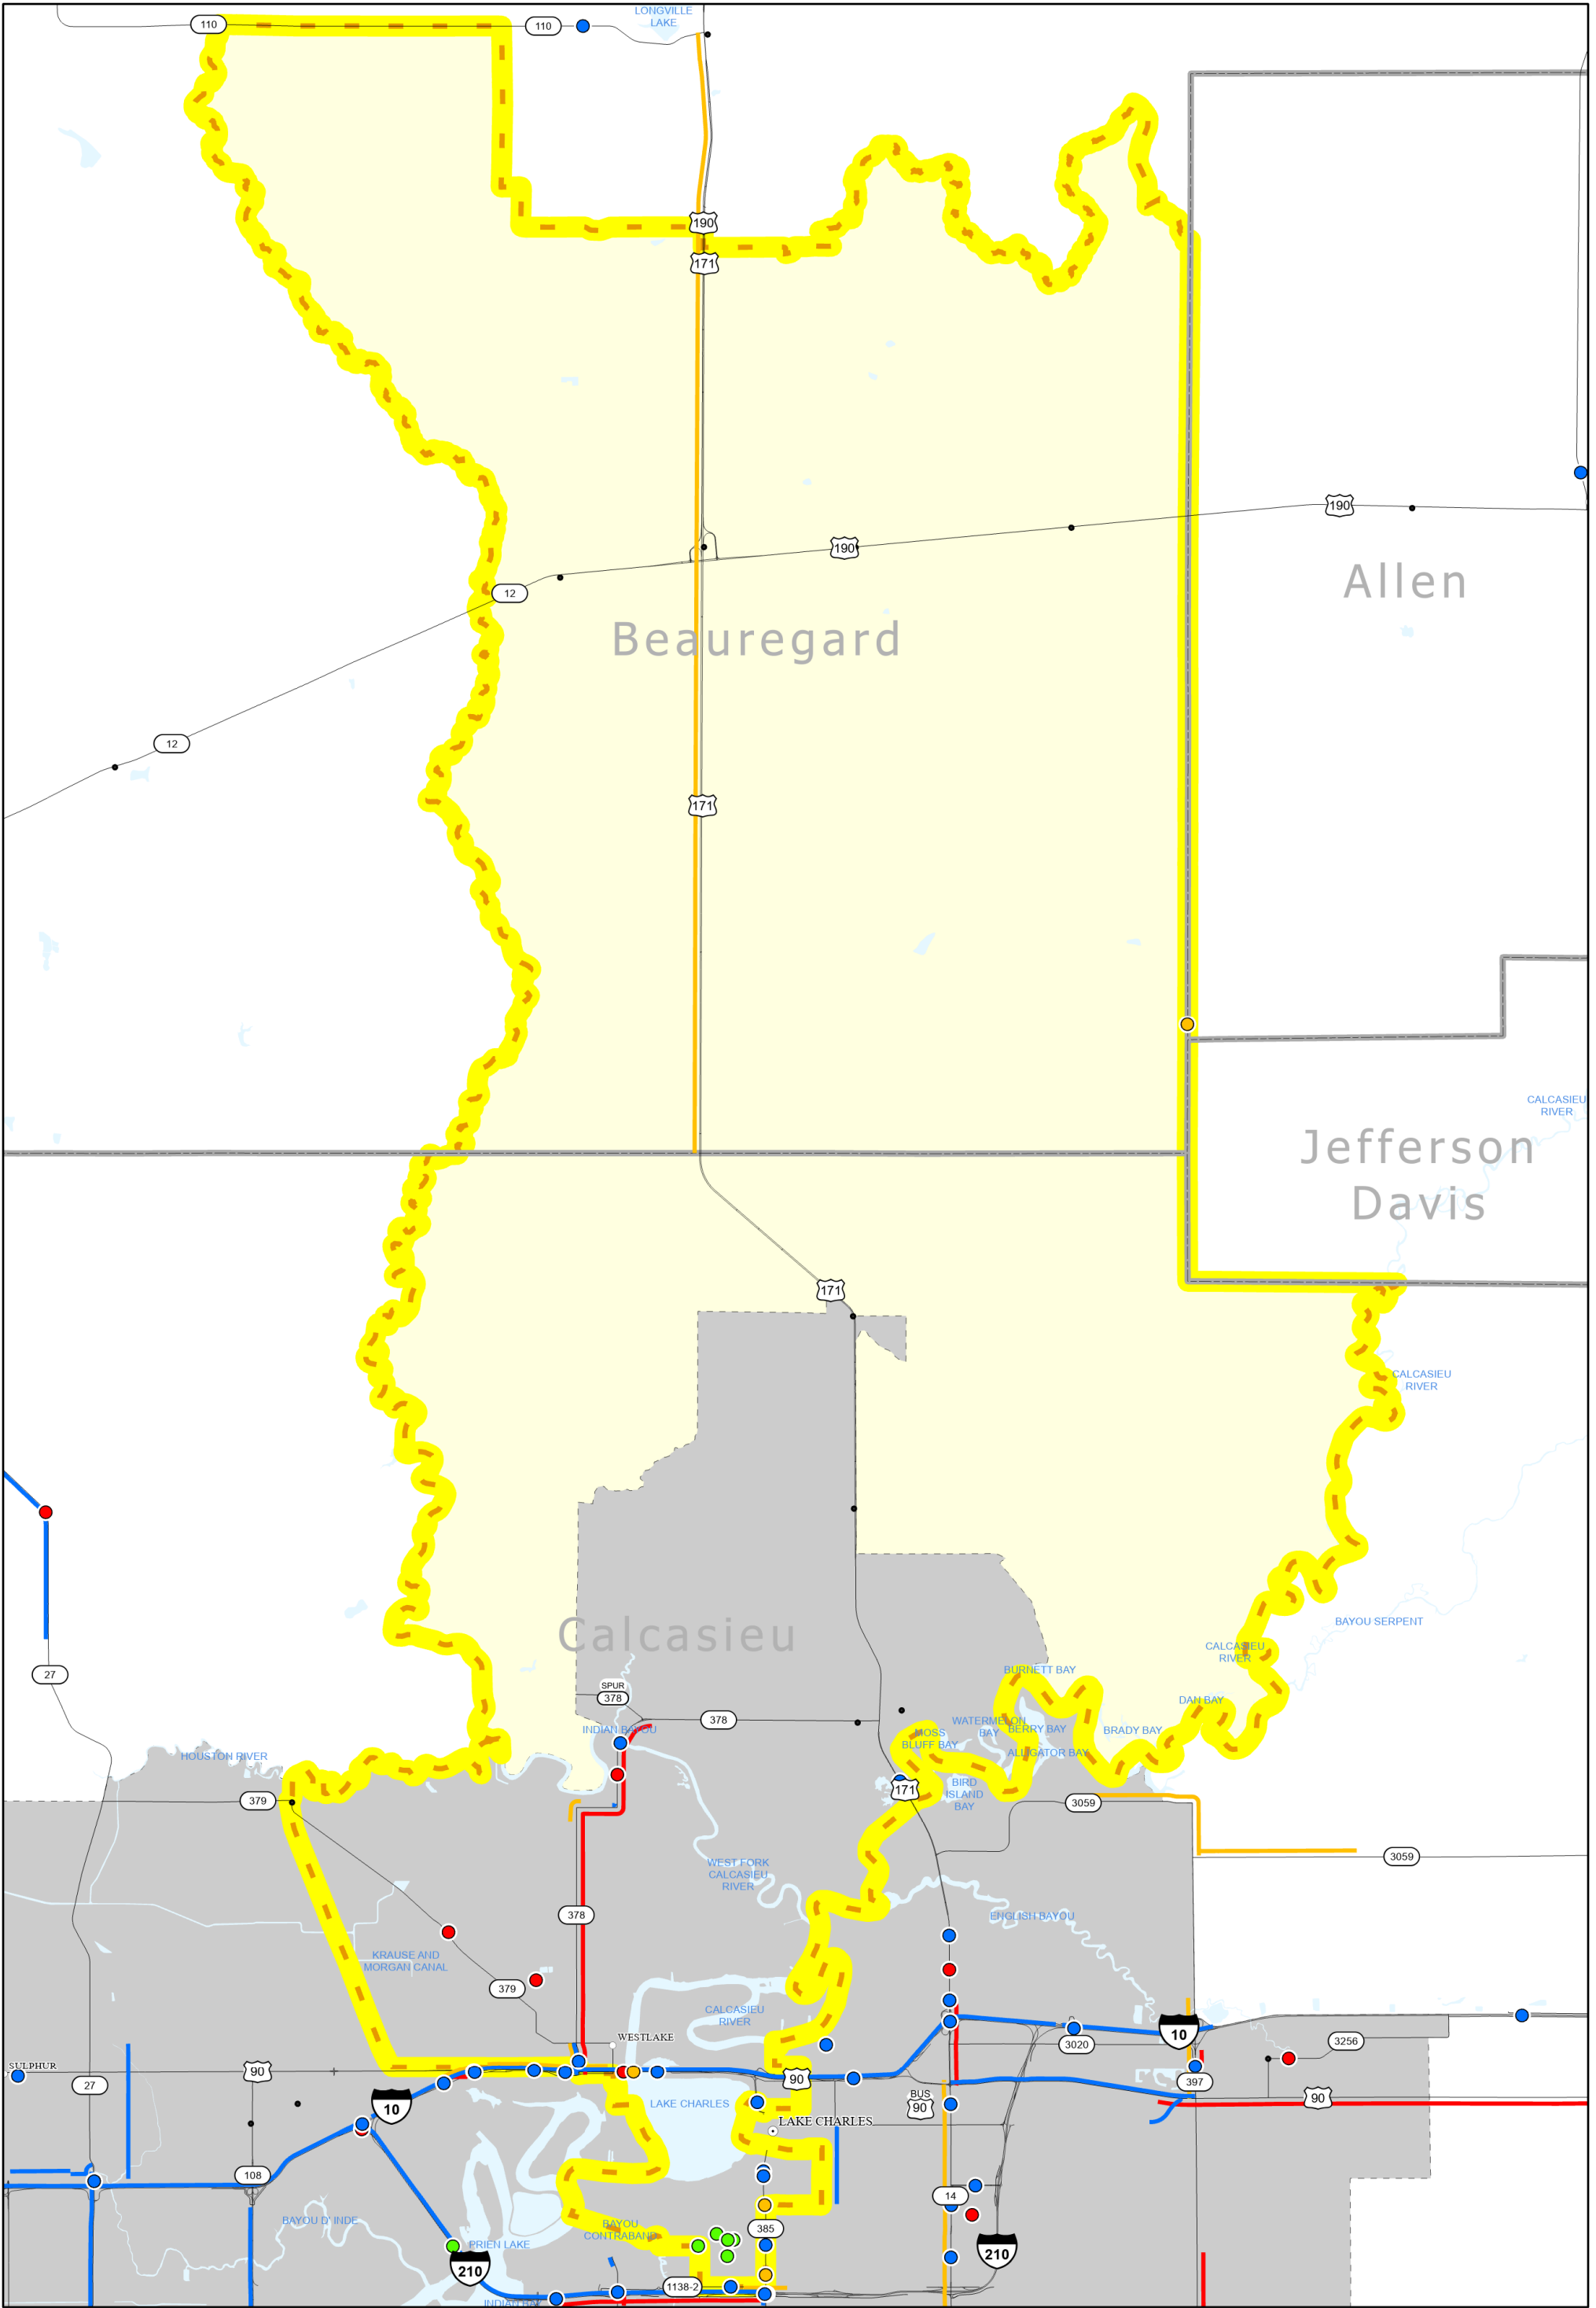 LONGVILLE
LAKE
110
110
190
171
190
190
Allen
12
Beauregard
12
171
CALCASIEU
RIVER
Jefferson
Davis
171
CALCASIEU
RIVER
BAYOU SERPENT
Calcasieu
CALCASIEU
RIVER
27
BURNETT BAY
SPUR
378
DAN BAY
378
INDIAN BAYOU
WATERMELON
BAY
BERRY BAY
BRADY BAY
MOSS
BLUFF BAY
ALLIGATOR BAY
HOUSTON RIVER
171
BIRD
ISLAND
BAY
379
3059
3059
WEST FORK
CALCASIEU
RIVER
378
ENGLISH BAYOU
KRAUSE AND
MORGAN CANAL
379
CALCASIEU
RIVER
10
WESTLAKE
3020
3256
SULPHUR
90
27
90
397
BUS
90
90
10
LAKE CHARLES
LAKE CHARLES
108
14
BAYOU D' INDE
BAYOU
CONTRABAND
385
PRIEN LAKE
210
210
1138-2
INDIAN BAY